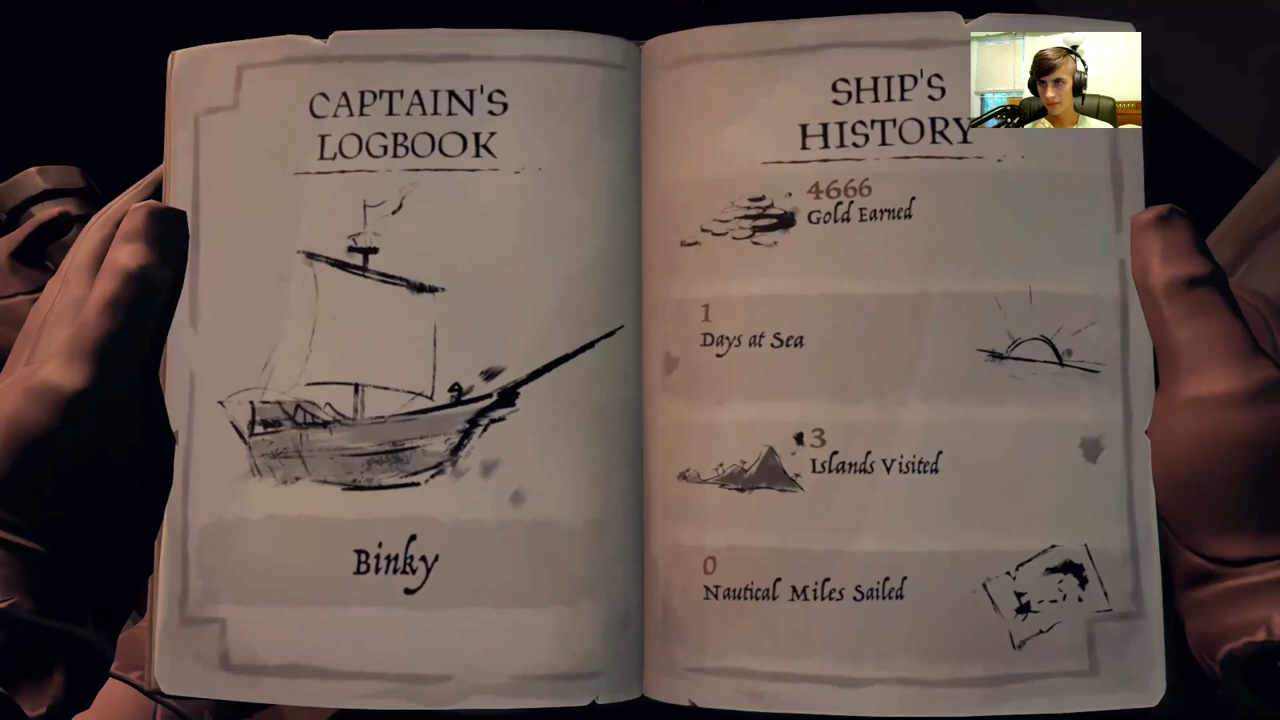 CAPTAIN'S
LOGBOOK
Binky
SHIP'S
HISTORY
4666
Gold Earned
1
Days at Sea
3
Islands Visited
0
Nautical Miles Sailed